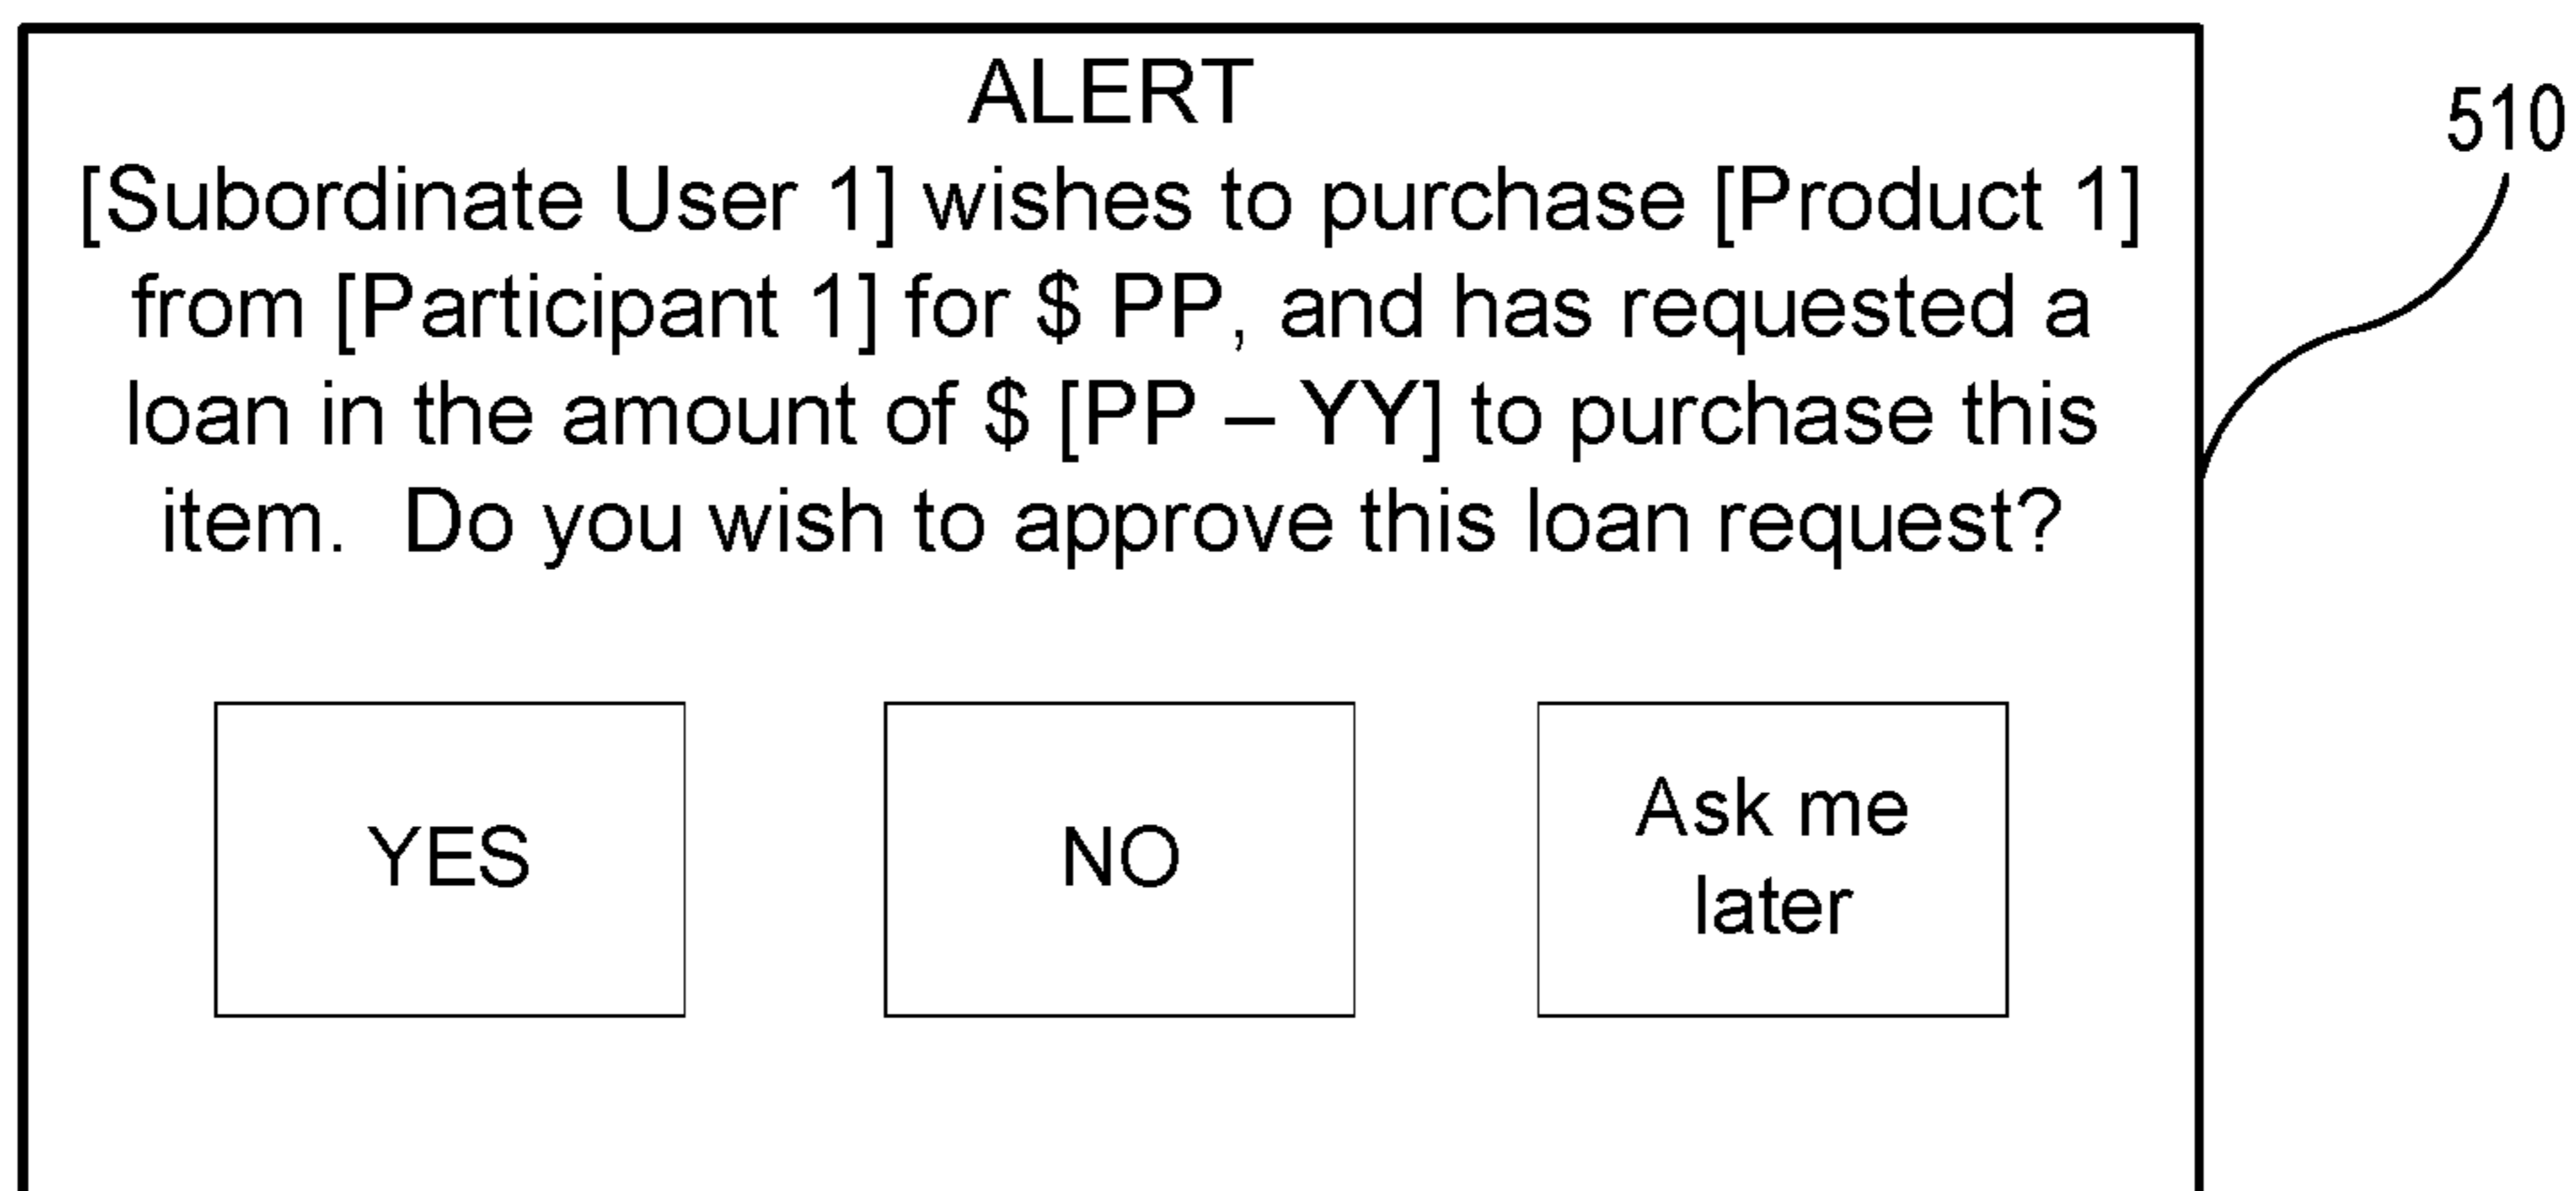 ALERT
510
[Subordinate User 1] wishes to purchase [Product 1]
from [Participant 1] for $ PP, and has requested a
loan in the amount of $ [PP – YY] to purchase this
item.  Do you wish to approve this loan request?
YES
NO
Ask me
later